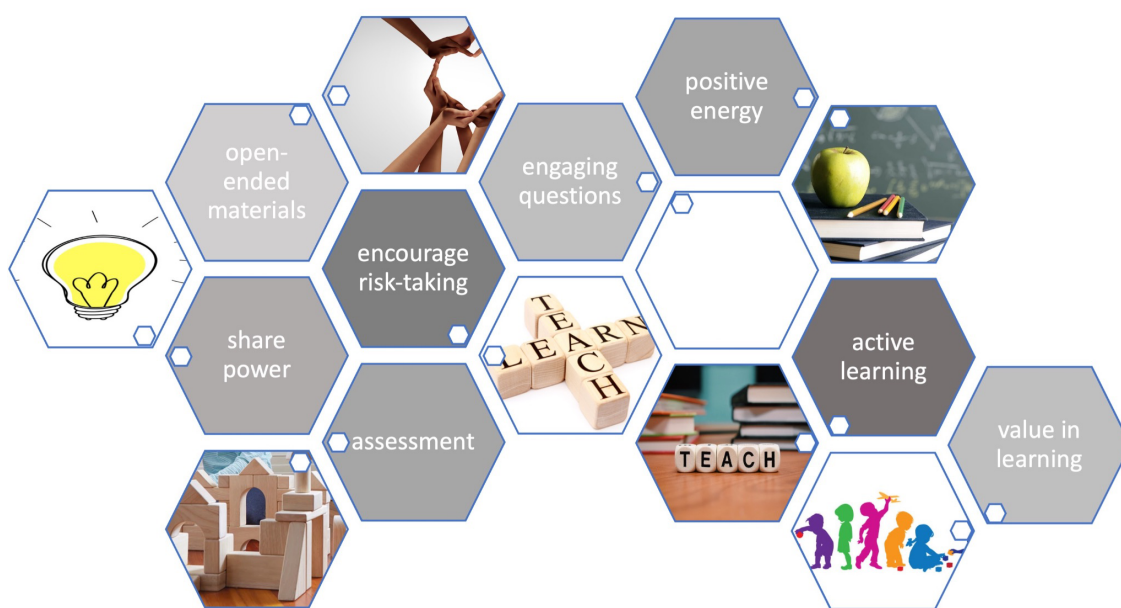 positive
energy
open-
ended
materials
engaging
questions
encourage
risk-taking
share
power
TEACH
LEARN
active
learning
assessment
TEACH
value in
learning